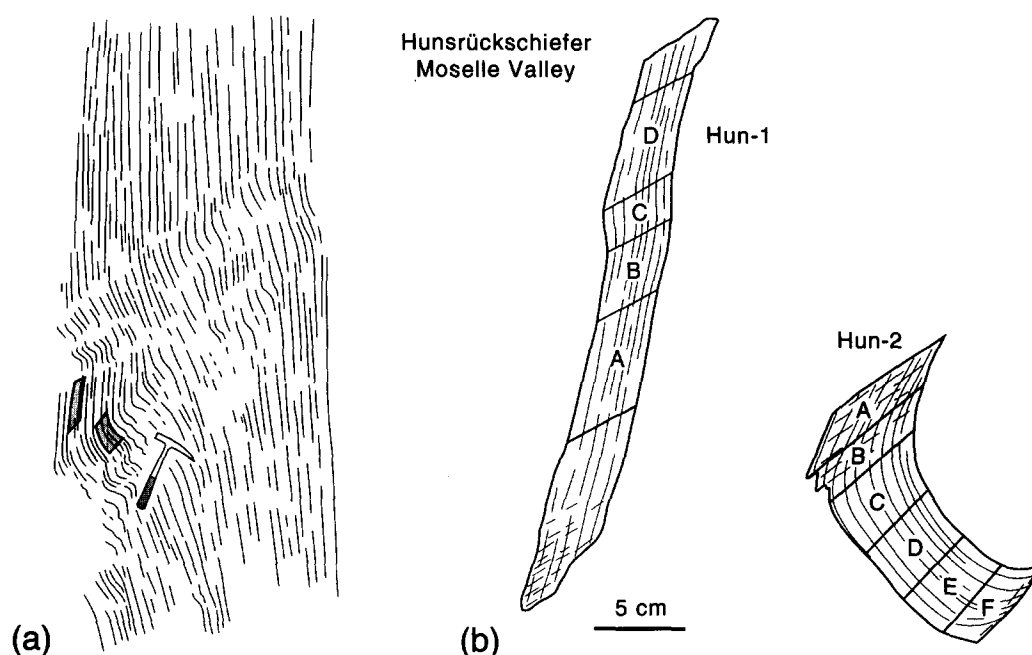 Hunsrückschiefer
Moselle Valley
Hun-1
D
C
B
A
Hun-2
A
B
C
D
E
F
5 cm
(a)
(b)